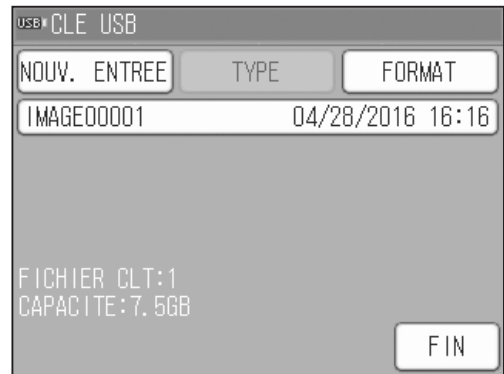 USB CLE USB
NOUV. ENTREE TYPE FORMAT
IMAGE00001 04/28/2016 16:16
FICHIER CLT:1
CAPACITE:7.5GB
FIN